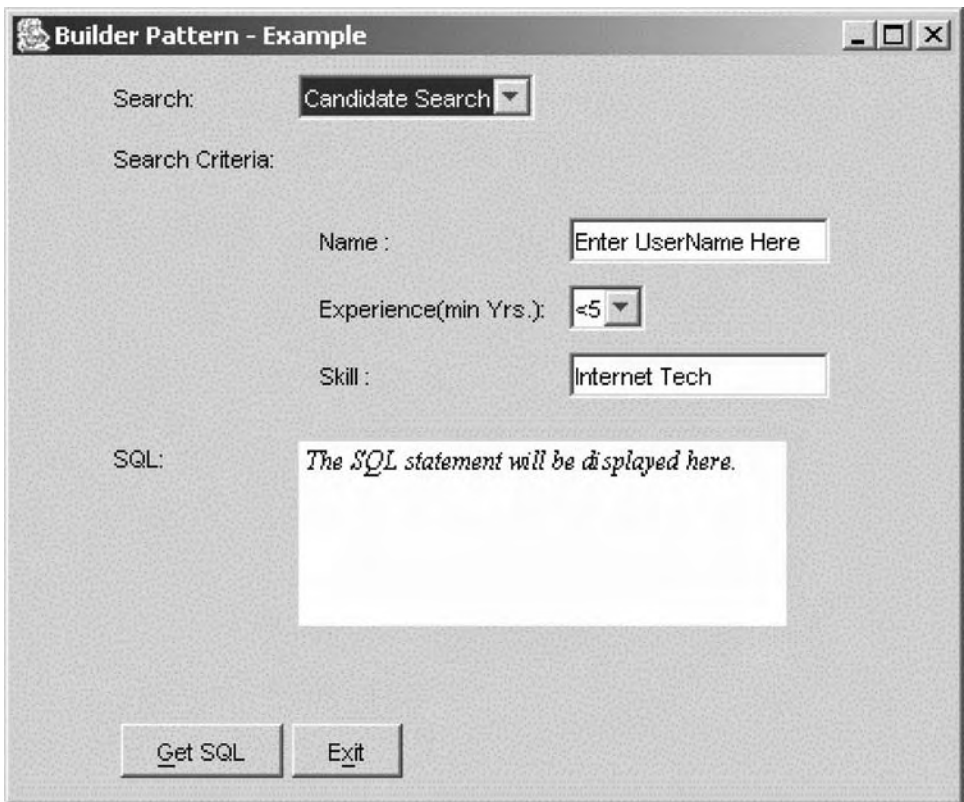 Builder Pattern - Example
Search: Candidate Search
Search Criteria:
Name : Enter UserName Here
Experience(min Yrs.): <5
Skill : Internet Tech
SQL: The SQL statement will be displayed here.
Get SQL Exit